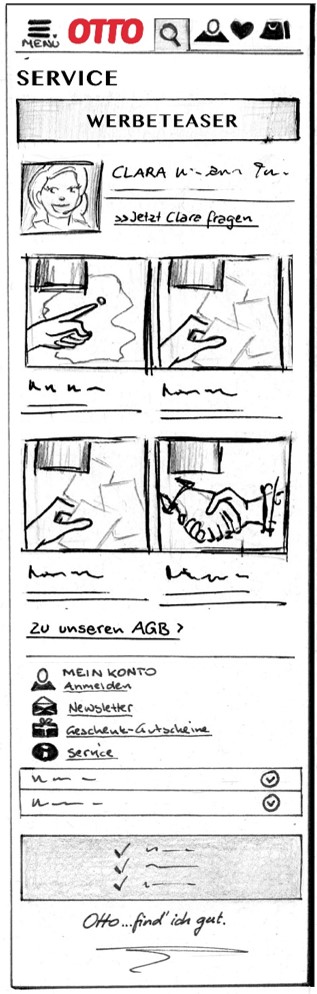 MENU OTTO
SERVICE
WERBETEASER
CLARA
>> Jetzt Clara fragen
Zu unseren AGB >
MEIN KONTO
Anmelden
Newsletter
Geschenk-Gutscheine
Service
Otto...find' ich gut.